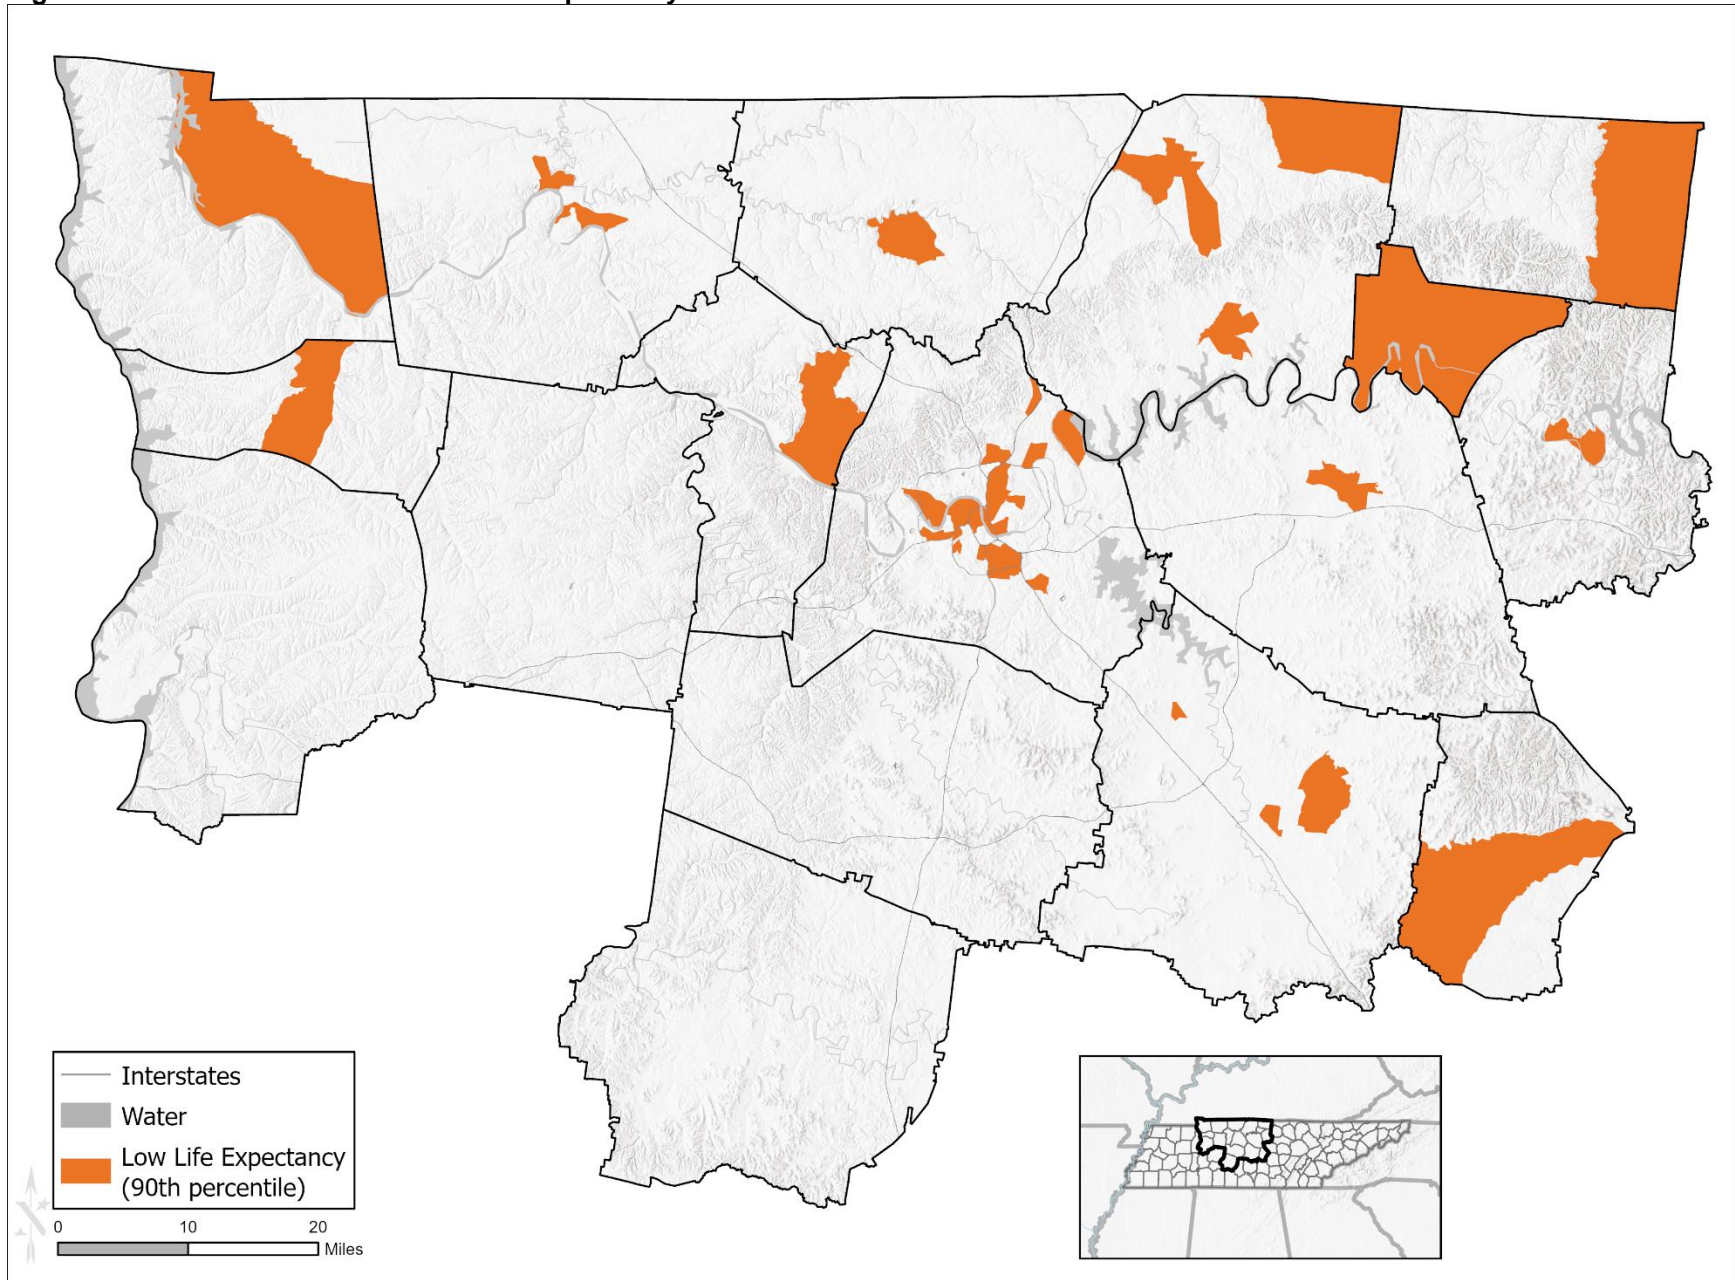 Interstates
Water
Low Life Expectancy
(90th percentile)
0 10 20
Miles
N